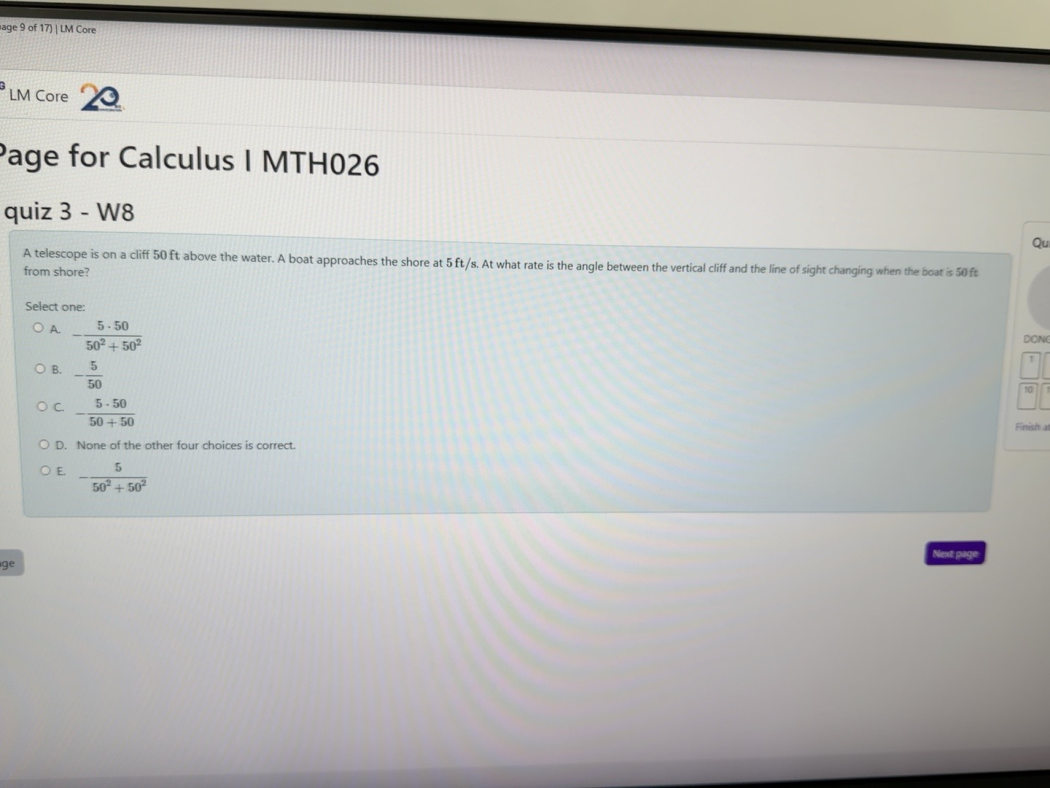 age 9 of 17) | LM Core
LM Core 20
Page for Calculus I MTH026
quiz 3 - W8
A telescope is on a cliff 50 ft above the water. A boat approaches the shore at 5 ft/s. At what rate is the angle between the vertical cliff and the line of sight changing when the boat is 50 ft
from shore?
Select one:
A. −(5 · 50)/(50² + 50²)
B. −5/50
C. −(5 · 50)/(50 + 50)
D. None of the other four choices is correct.
E. −5/(50² + 50²)
Qu
DONE
1
10
Finish at
Next page
ge